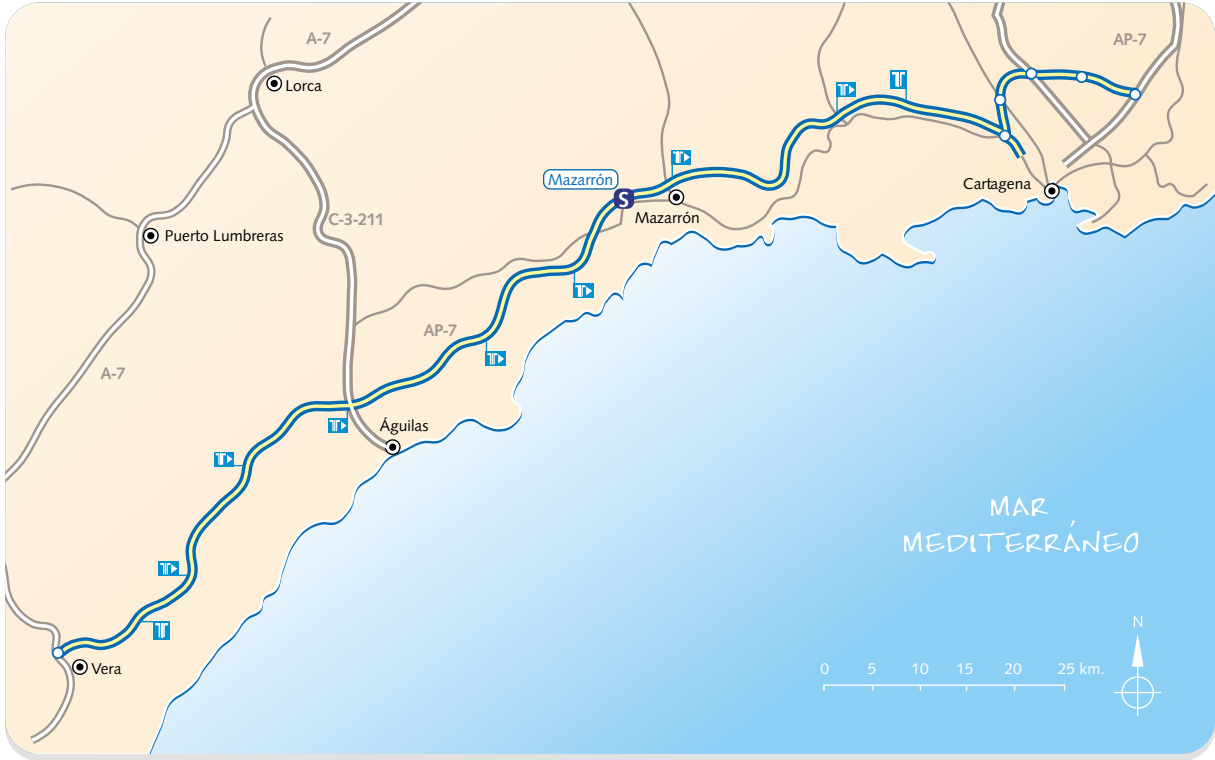 A-7
AP-7
Lorca
Mazarrón
S
Mazarrón
Cartagena
C-3-211
Puerto Lumbreras
AP-7
A-7
Águilas
MAR
MEDITERRÁNEO
N
Vera
0 5 10 15 20 25 km.
T
T
T
T
T
T
T
T
T